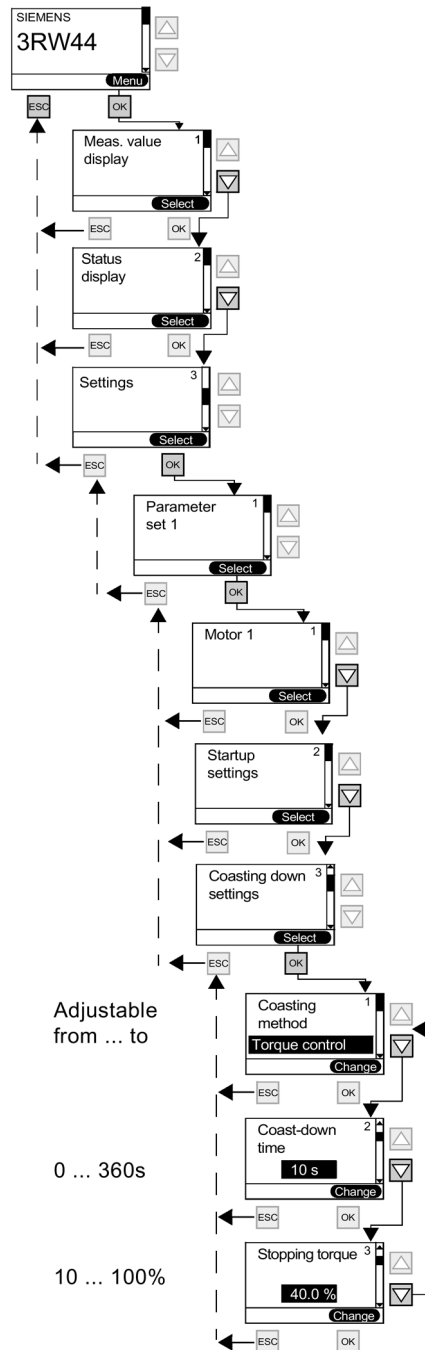 SIEMENS
3RW44
Menu
ESC
OK
Meas. value 1
display
Select
ESC
OK
Status 2
display
Select
ESC
OK
Settings 3
Select
ESC
OK
Parameter 1
set 1
Select
ESC
OK
Motor 1 1
Select
ESC
OK
Startup 2
settings
Select
ESC
OK
Coasting down 3
settings
Select
ESC
OK
Adjustable
from ... to
Coasting 1
method
Torque control
Change
ESC
OK
Coast-down 2
time
0 ... 360s
10 s
Change
ESC
OK
Stopping torque 3
10 ... 100%
40.0 %
Change
ESC
OK